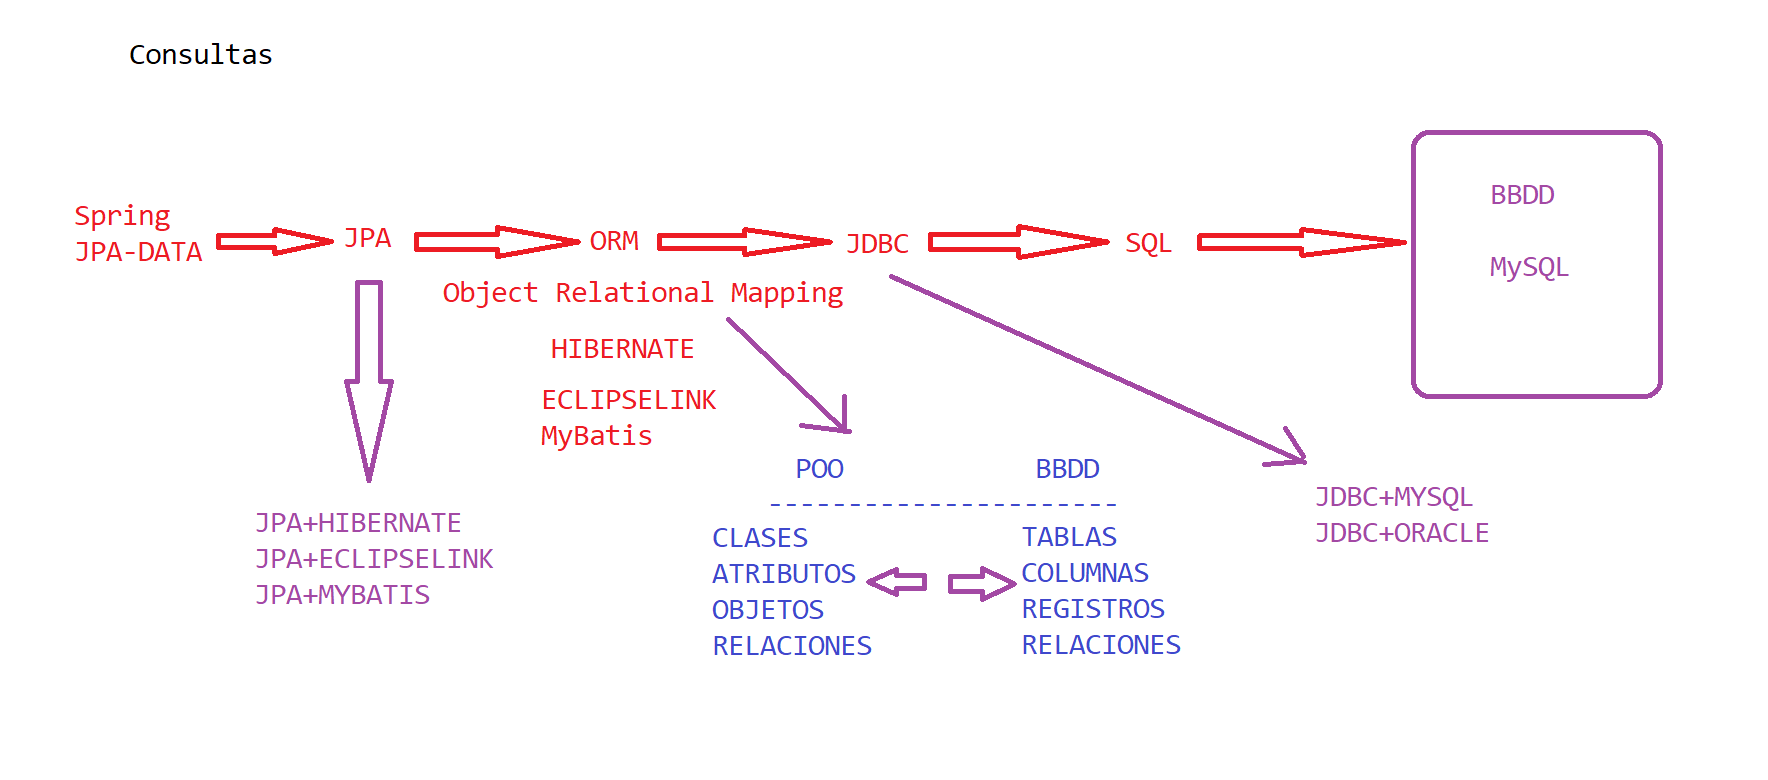 Consultas
Spring
JPA-DATA
JPA
ORM
JDBC
SQL
BBDD
MySQL
Object Relational Mapping
HIBERNATE
ECLIPSELINK
MyBatis
JPA+HIBERNATE
JPA+ECLIPSELINK
JPA+MYBATIS
POO BBDD
----------------------
CLASES TABLAS
ATRIBUTOS COLUMNAS
OBJETOS REGISTROS
RELACIONES RELACIONES
JDBC+MYSQL
JDBC+ORACLE